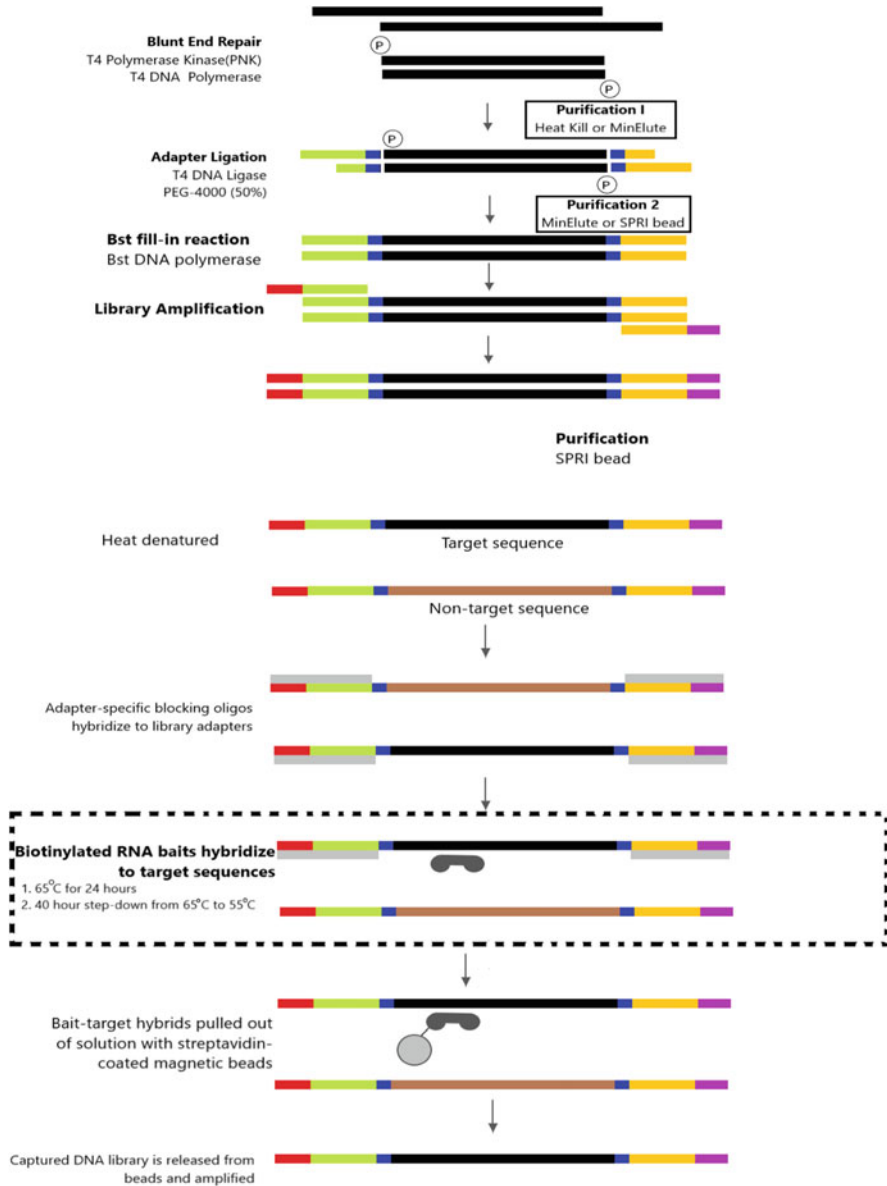 Blunt End Repair
T4 Polymerase Kinase(PNK)
T4 DNA Polymerase
P
P
Purification I
Heat Kill or MinElute
P
Adapter Ligation
T4 DNA Ligase
PEG-4000 (50%)
P
Purification 2
MinElute or SPRI bead
Bst fill-in reaction
Bst DNA polymerase
Library Amplification
Purification
SPRI bead
Heat denatured
Target sequence
Non-target sequence
Adapter-specific blocking oligos
hybridize to library adapters
Biotinylated RNA baits hybridize
to target sequences
1. 65°C for 24 hours
2. 40 hour step-down from 65°C to 55°C
Bait-target hybrids pulled out
of solution with streptavidin-
coated magnetic beads
Captured DNA library is released from
beads and amplified